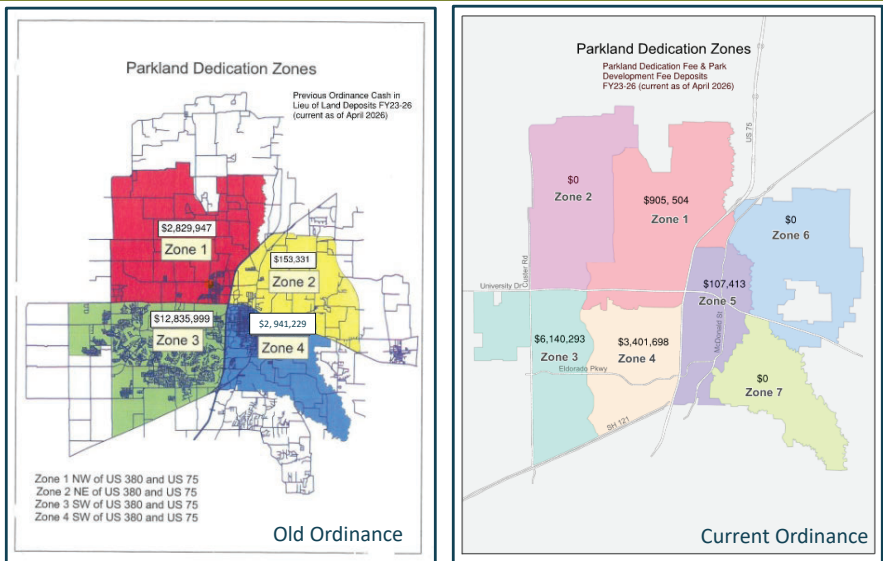 Parkland Dedication Zones
Previous Ordinance Cash in
Lieu of Land Deposits FY23-26
(current as of April 2026)
$2,829,947
Zone 1
$153,331
Zone 2
$12,835,999
Zone 3
$2, 941,229
Zone 4
Zone 1 NW of US 380 and US 75
Zone 2 NE of US 380 and US 75
Zone 3 SW of US 380 and US 75
Zone 4 SW of US 380 and US 75
Old Ordinance
Parkland Dedication Zones
Parkland Dedication Fee & Park
Development Fee Deposits
FY23-26 (current as of April 2026)
US 75
$0
Zone 2
$905, 504
Zone 1
$0
Zone 6
Custer Rd
University Dr
$107,413
Zone 5
McDonald St
$6,140,293
Zone 3
$3,401,698
Zone 4
Eldorado Pkwy
$0
Zone 7
SH 121
Current Ordinance